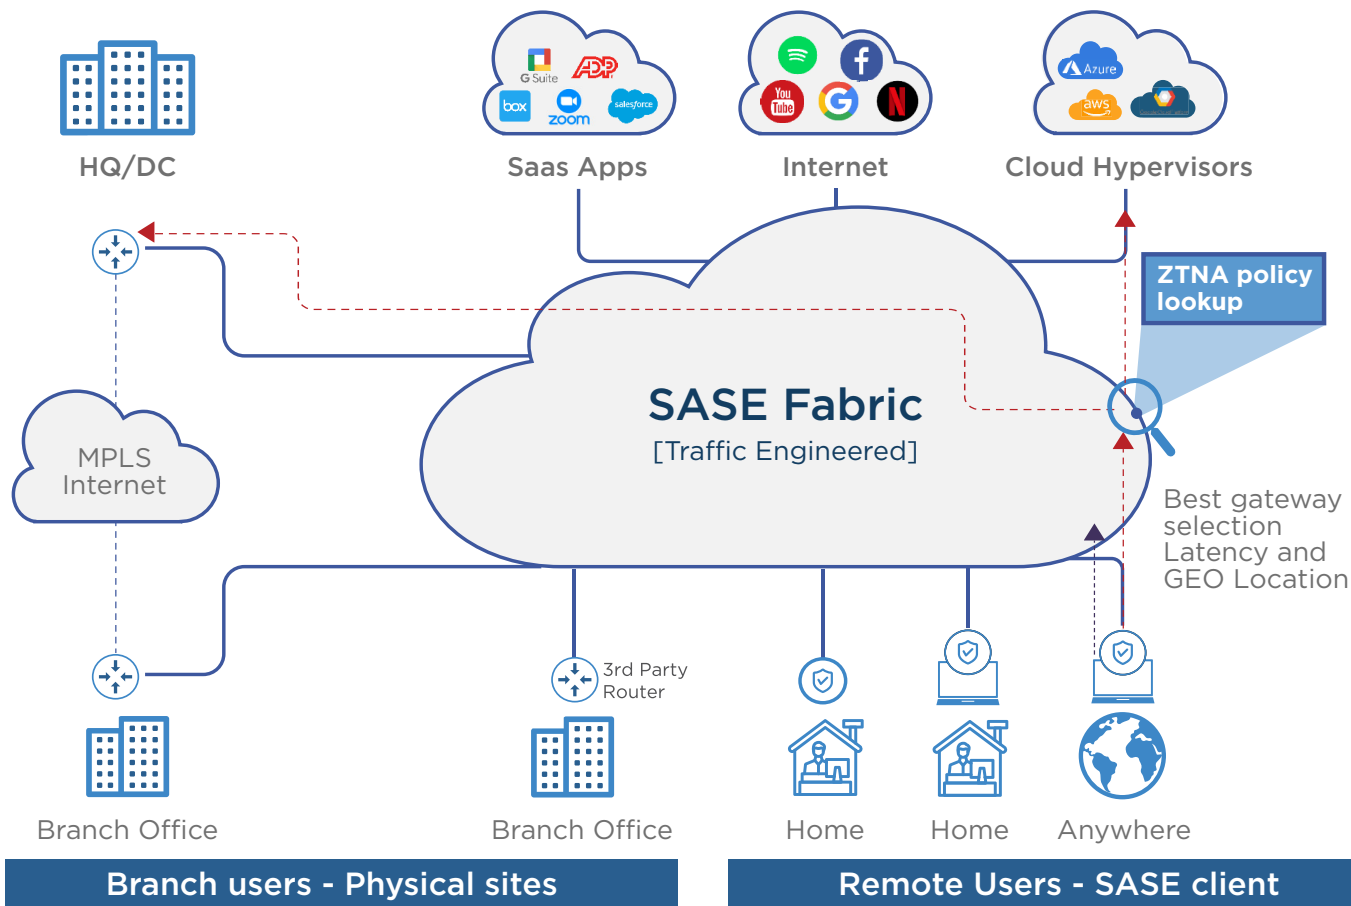 G Suite
ADP
box
zoom
salesforce
You
Tube
G
N
Azure
aws
HQ/DC
Saas Apps
Internet
Cloud Hypervisors
ZTNA policy
lookup
SASE Fabric
[Traffic Engineered]
MPLS
Internet
Best gateway
selection
Latency and
GEO Location
3rd Party
Router
Branch Office
Branch Office
Home
Home
Anywhere
Branch users - Physical sites
Remote Users - SASE client